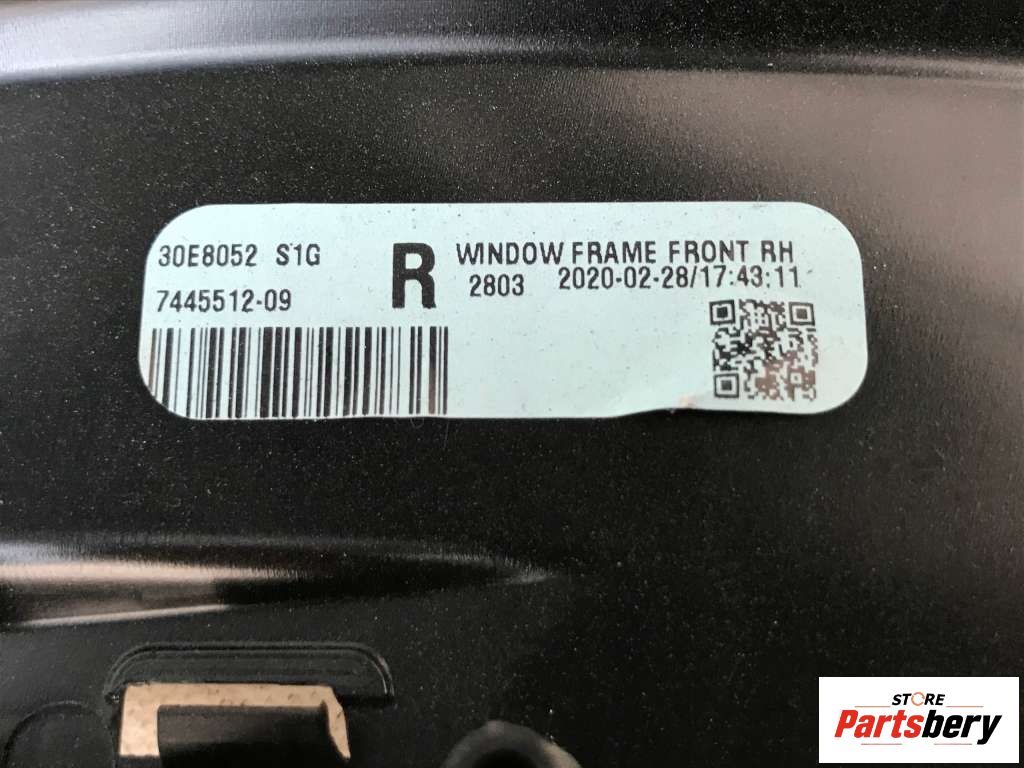 30E8052 S1G
7445512-09
R
WINDOW FRAME FRONT RH
2803 2020-02-28/17:43:11
STORE
Partsbery